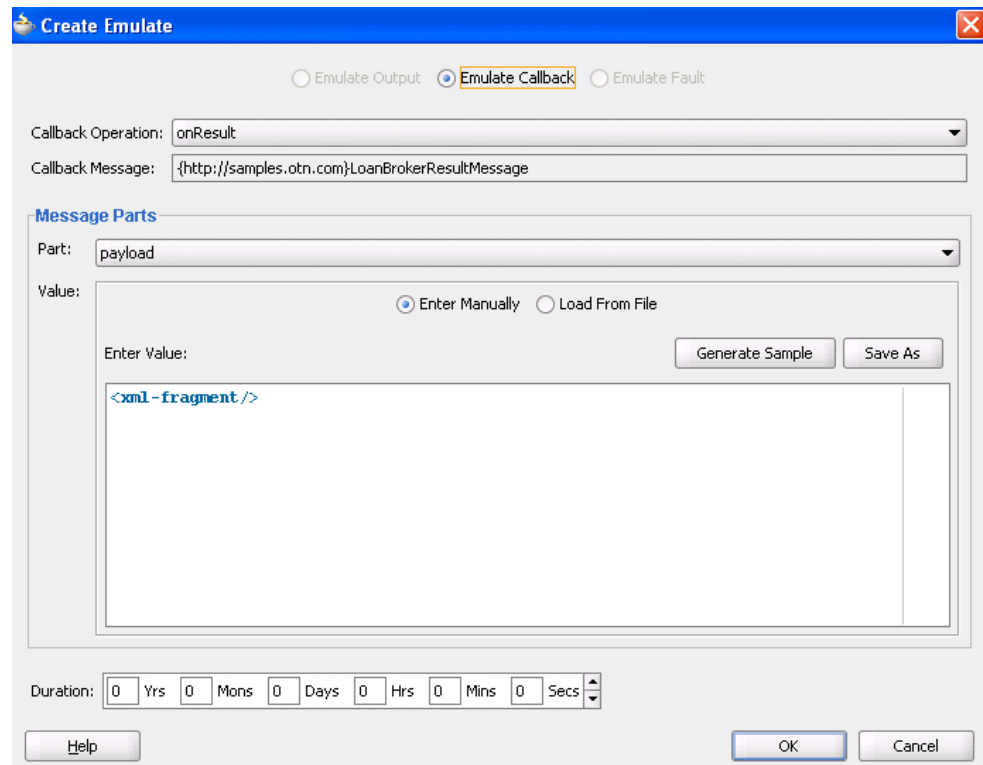 Create Emulate
Emulate Output Emulate Callback Emulate Fault
Callback Operation: onResult
Callback Message: {http://samples.otn.com}LoanBrokerResultMessage
Message Parts
Part: payload
Value: Enter Manually Load From File
Enter Value: Generate Sample Save As
<xml-fragment/>
Duration: 0 Yrs 0 Mons 0 Days 0 Hrs 0 Mins 0 Secs
Help OK Cancel